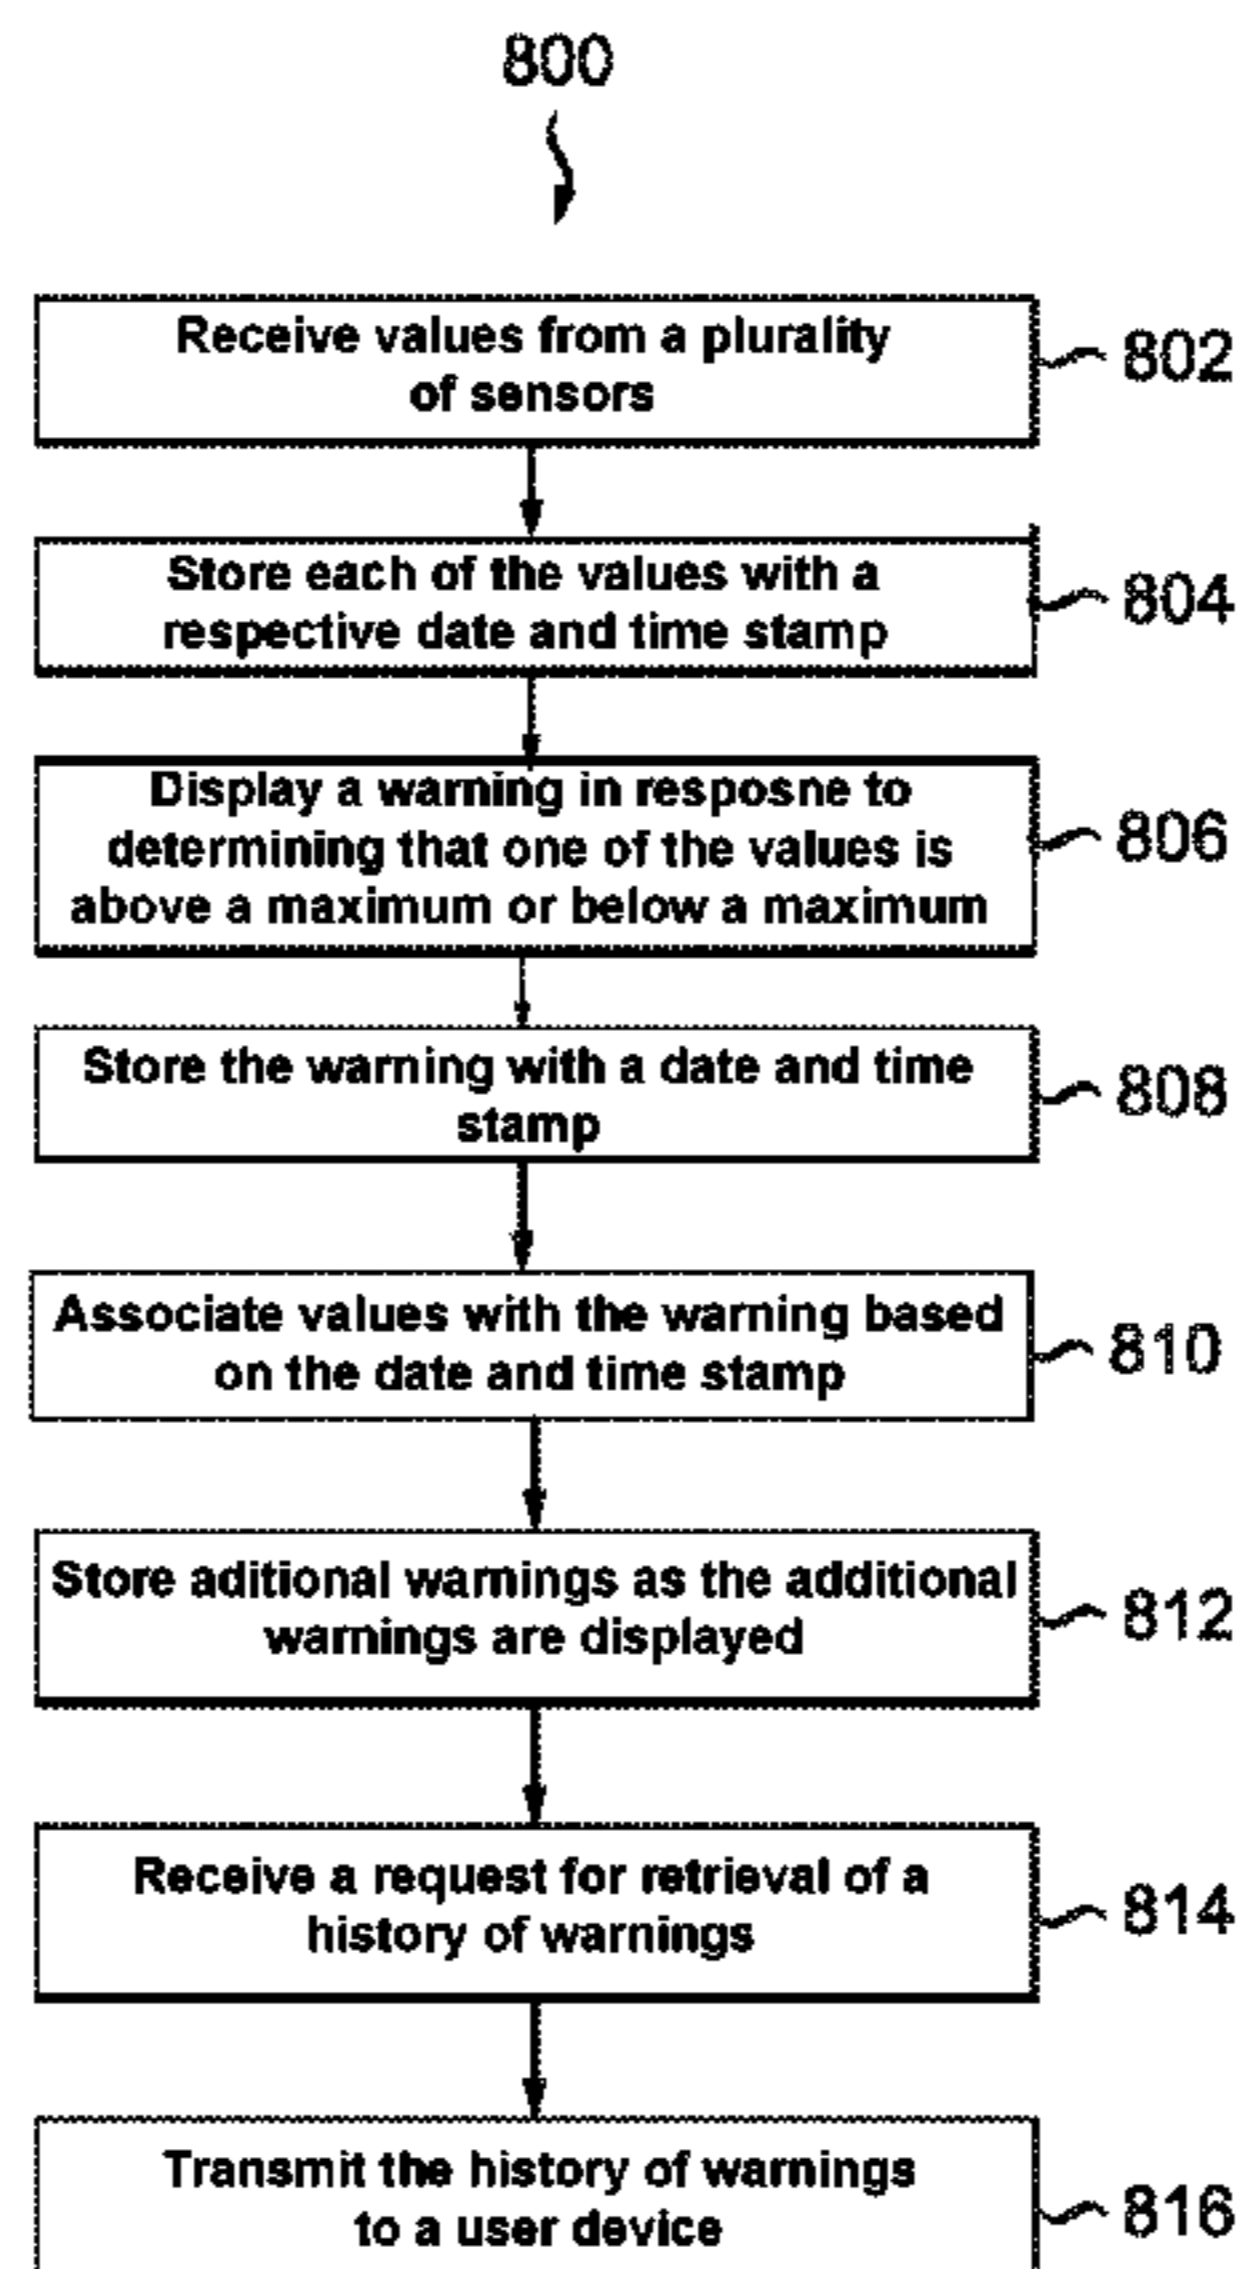 800
Receive values from a plurality
of sensors
802
Store each of the values with a
respective date and time stamp
804
Display a warning in resposne to
determining that one of the values is
above a maximum or below a maximum
806
Store the warning with a date and time
stamp
808
Associate values with the warning based
on the date and time stamp
810
Store aditional warnings as the additional
warnings are displayed
812
Receive a request for retrieval of a
history of warnings
814
Transmit the history of warnings
to a user device
816